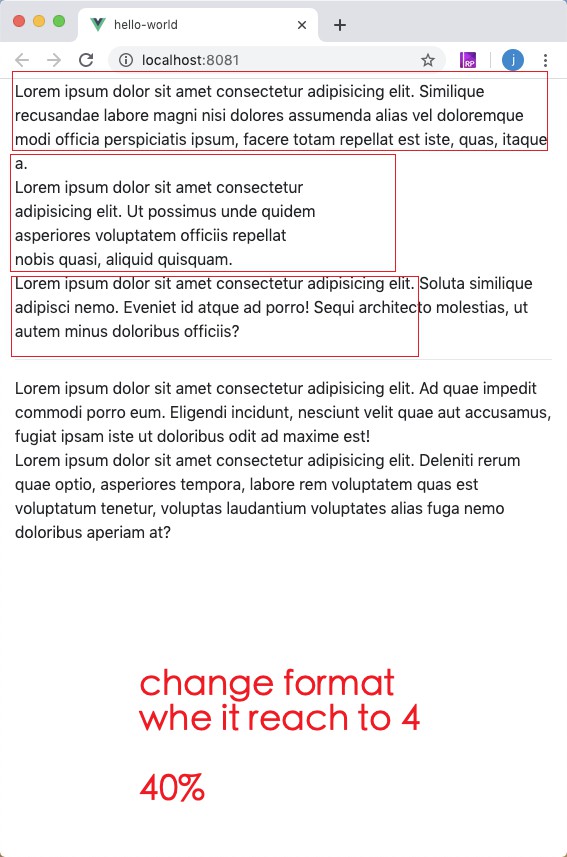 hello-world
localhost:8081
RP
j
Lorem ipsum dolor sit amet consectetur adipisicing elit. Similique
recusandae labore magni nisi dolores assumenda alias vel doloremque
modi officia perspiciatis ipsum, facere totam repellat est iste, quas, itaque
a.
Lorem ipsum dolor sit amet consectetur
adipisicing elit. Ut possimus unde quidem
asperiores voluptatem officiis repellat
nobis quasi, aliquid quisquam.
Lorem ipsum dolor sit amet consectetur adipisicing elit. Soluta similique
adipisci nemo. Eveniet id atque ad porro! Sequi architecto molestias, ut
autem minus doloribus officiis?
Lorem ipsum dolor sit amet consectetur adipisicing elit. Ad quae impedit
commodi porro eum. Eligendi incidunt, nesciunt velit quae aut accusamus,
fugiat ipsam iste ut doloribus odit ad maxime est!
Lorem ipsum dolor sit amet consectetur adipisicing elit. Deleniti rerum
quae optio, asperiores tempora, labore rem voluptatem quas est
voluptatum tenetur, voluptas laudantium voluptates alias fuga nemo
doloribus aperiam at?
change format
whe it reach to 4
40%